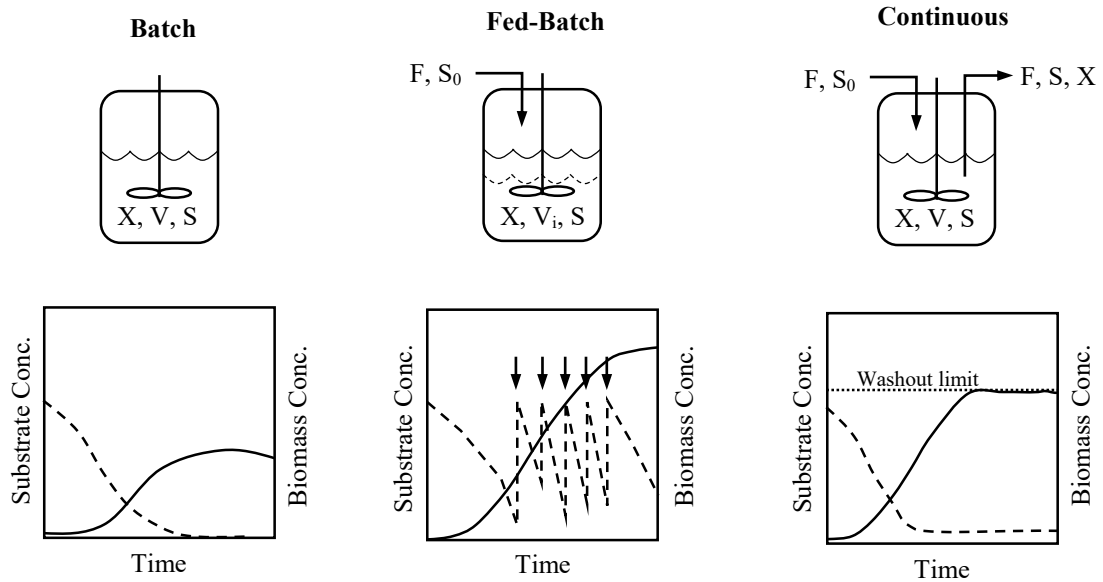 Batch
Fed-Batch
Continuous
F, S₀
F, S₀
F, S, X
X, V, S
X, Vᵢ, S
X, V, S
Substrate Conc.
Biomass Conc.
Time
Substrate Conc.
Biomass Conc.
Time
Washout limit
Substrate Conc.
Biomass Conc.
Time